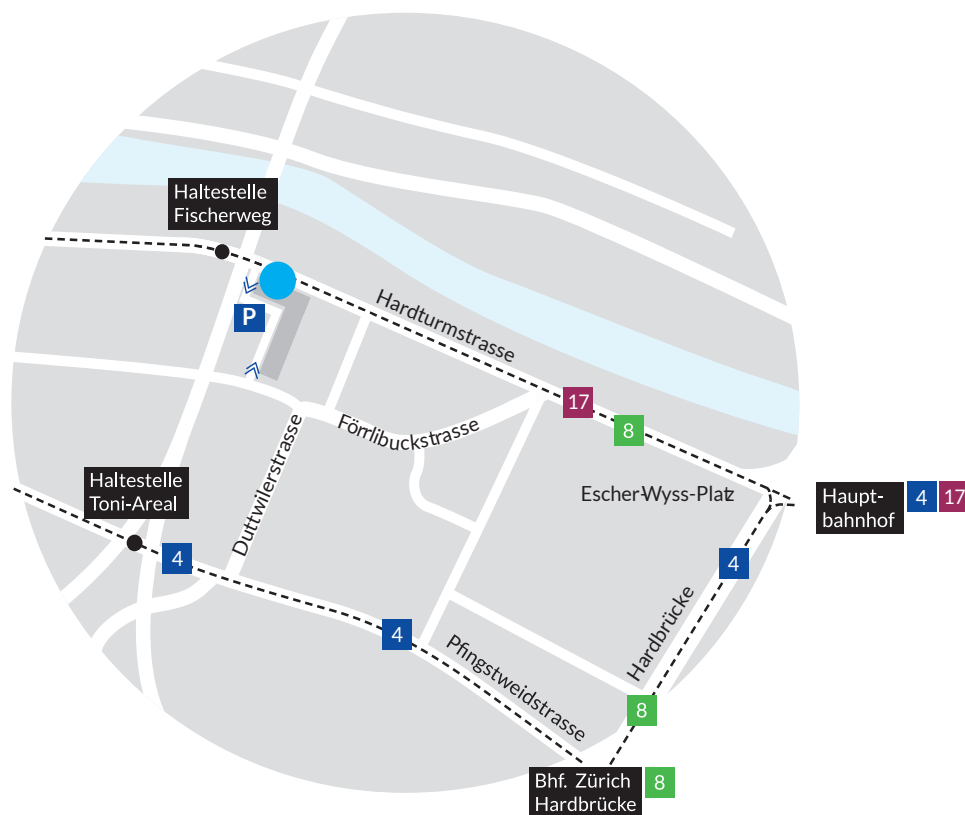 Haltestelle
Fischerweg
P
Hardturmstrasse
17
8
Förrlibuckstrasse
Duttwilerstrasse
Haltestelle
Toni-Areal
4
Escher-Wyss-Platz
Haupt-
bahnhof
4 17
4
Hardbrücke
4
Pfingstweidstrasse
8
Bhf. Zürich
Hardbrücke
8